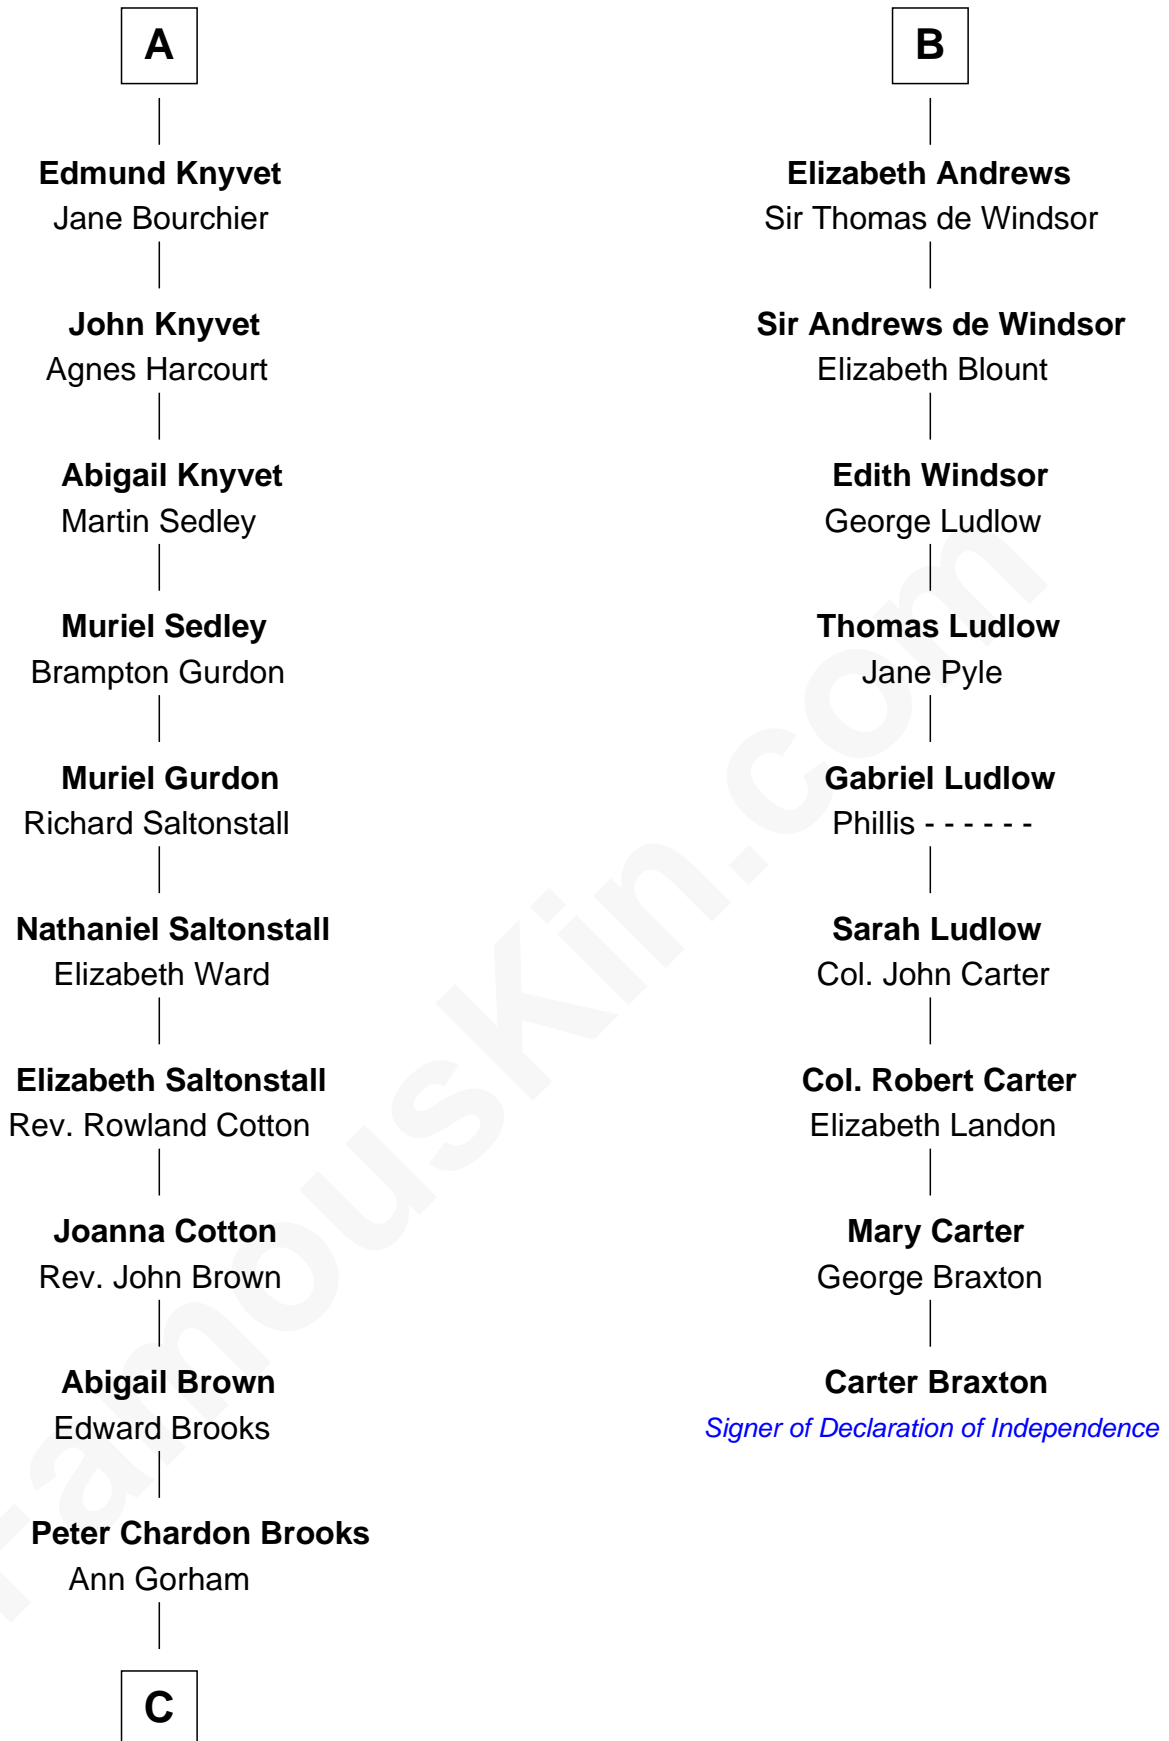 A
Edmund Knyvet
Jane Bourchier
John Knyvet
Agnes Harcourt
Abigail Knyvet
Martin Sedley
Muriel Sedley
Brampton Gurdon
Muriel Gurdon
Richard Saltonstall
Nathaniel Saltonstall
Elizabeth Ward
Elizabeth Saltonstall
Rev. Rowland Cotton
Joanna Cotton
Rev. John Brown
Abigail Brown
Edward Brooks
Peter Chardon Brooks
Ann Gorham
C
B
Elizabeth Andrews
Sir Thomas de Windsor
Sir Andrews de Windsor
Elizabeth Blount
Edith Windsor
George Ludlow
Thomas Ludlow
Jane Pyle
Gabriel Ludlow
Phillis - - - - - -
Sarah Ludlow
Col. John Carter
Col. Robert Carter
Elizabeth Landon
Mary Carter
George Braxton
Carter Braxton
Signer of Declaration of Independence
FamousKin.com